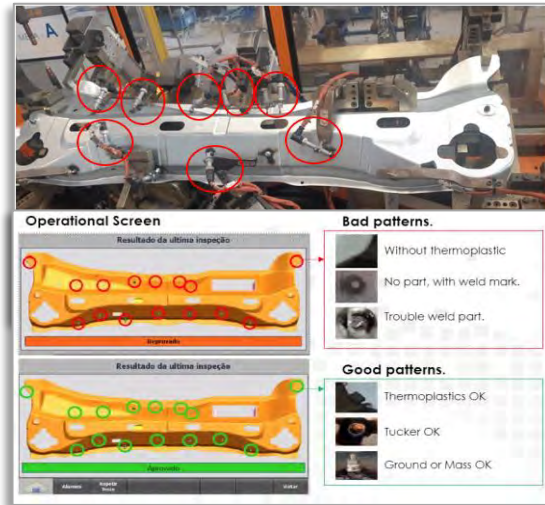 A
Operational Screen
Resultado da ultima inspeção
Reprovado
Resultado da ultima inspeção
Aprovado
Alarmes
Voltar
Bad patterns.
Without thermoplastic
No part, with weld mark.
Trouble weld part.
Good patterns.
Thermoplastics OK
Tucker OK
Ground or Mass OK